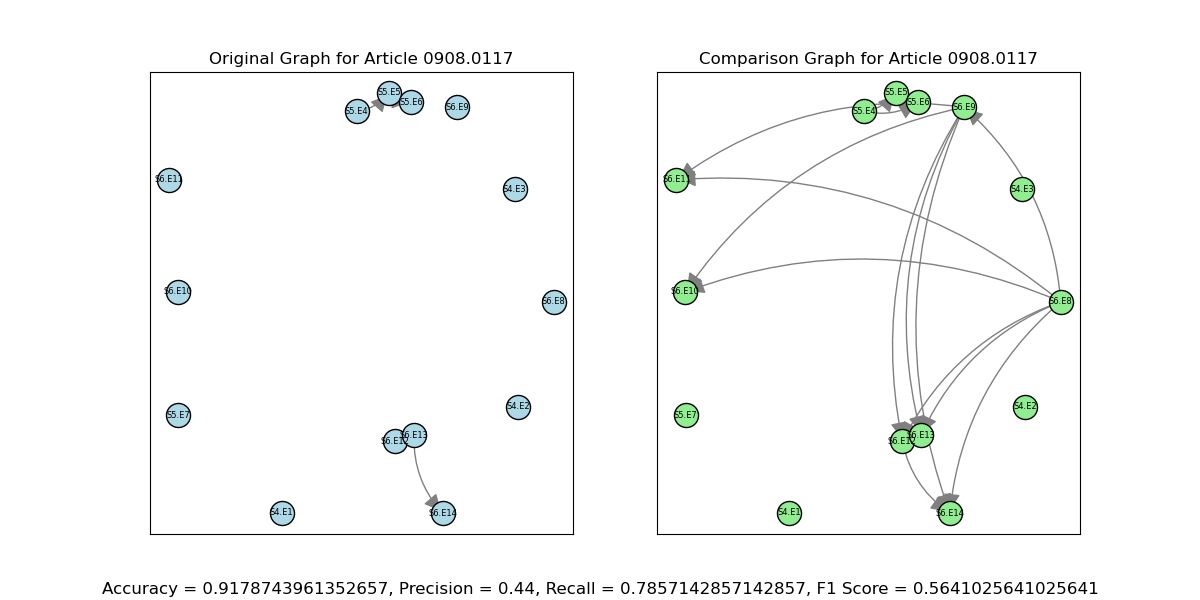 Original Graph for Article 0908.0117
S5.E5
S5.E6
S5.E4
S6.E9
S6.E11
S4.E3
S6.E10
S6.E8
S5.E7
S4.E2
S6.E12
S6.E13
S4.E1
S6.E14
Comparison Graph for Article 0908.0117
S5.E5
S5.E6
S5.E4
S6.E9
S6.E11
S4.E3
S6.E10
S6.E8
S5.E7
S4.E2
S6.E12
S6.E13
S4.E1
S6.E14
Accuracy = 0.9178743961352657, Precision = 0.44, Recall = 0.7857142857142857, F1 Score = 0.5641025641025641